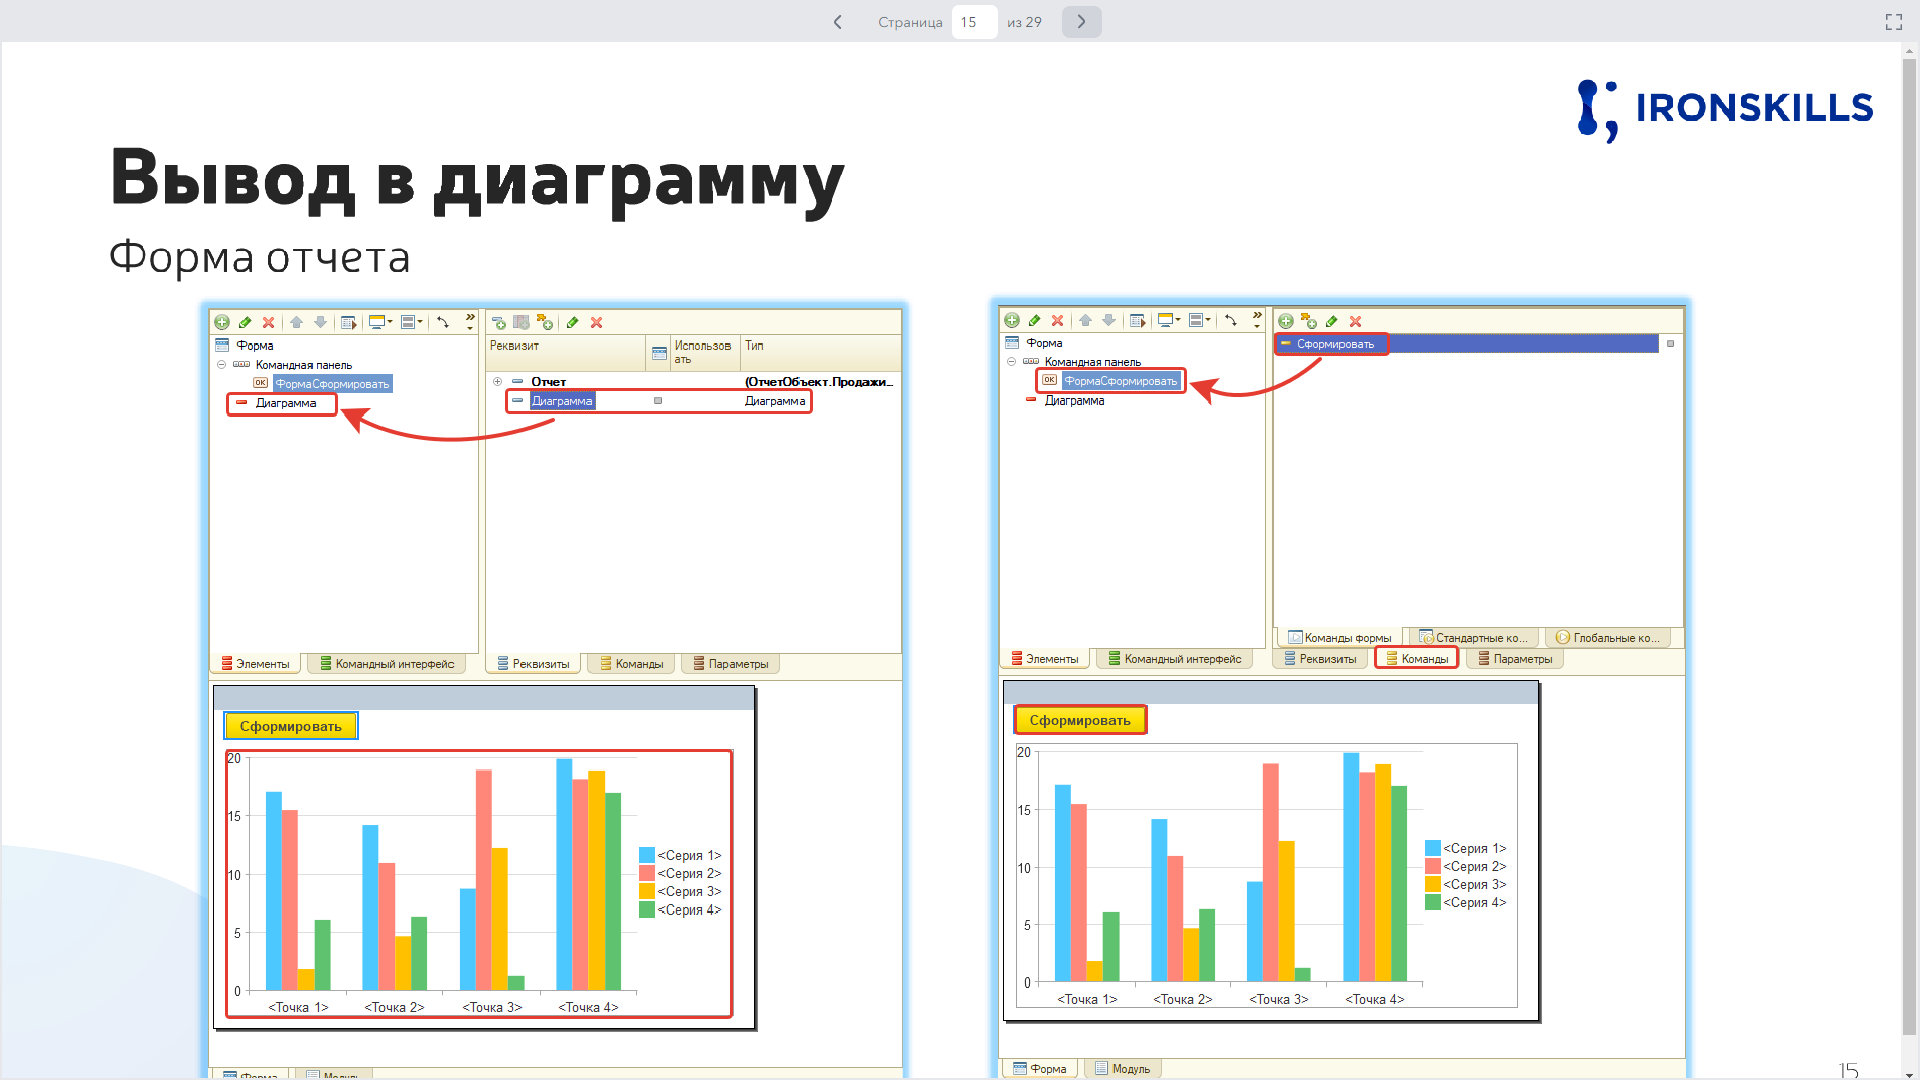 Страница 15 из 29
IRONSKILLS
Вывод в диаграмму
Форма отчета
Форма
Командная панель
OK ФормаСформировать
Диаграмма
Реквизит
Использов
ать
Тип
Отчет (ОтчетОбъект.Продажи...
Диаграмма Диаграмма
Элементы Командный интерфейс Реквизиты Команды Параметры
Сформировать
20
15
10
5
0
<Точка 1> <Точка 2> <Точка 3> <Точка 4>
<Серия 1>
<Серия 2>
<Серия 3>
<Серия 4>
Форма Модуль
Форма
Командная панель
OK ФормаСформировать
Диаграмма
Сформировать
Команды формы Стандартные ко... Глобальные ко...
Элементы Командный интерфейс Реквизиты Команды Параметры
Сформировать
20
15
10
5
0
<Точка 1> <Точка 2> <Точка 3> <Точка 4>
<Серия 1>
<Серия 2>
<Серия 3>
<Серия 4>
Форма Модуль
15